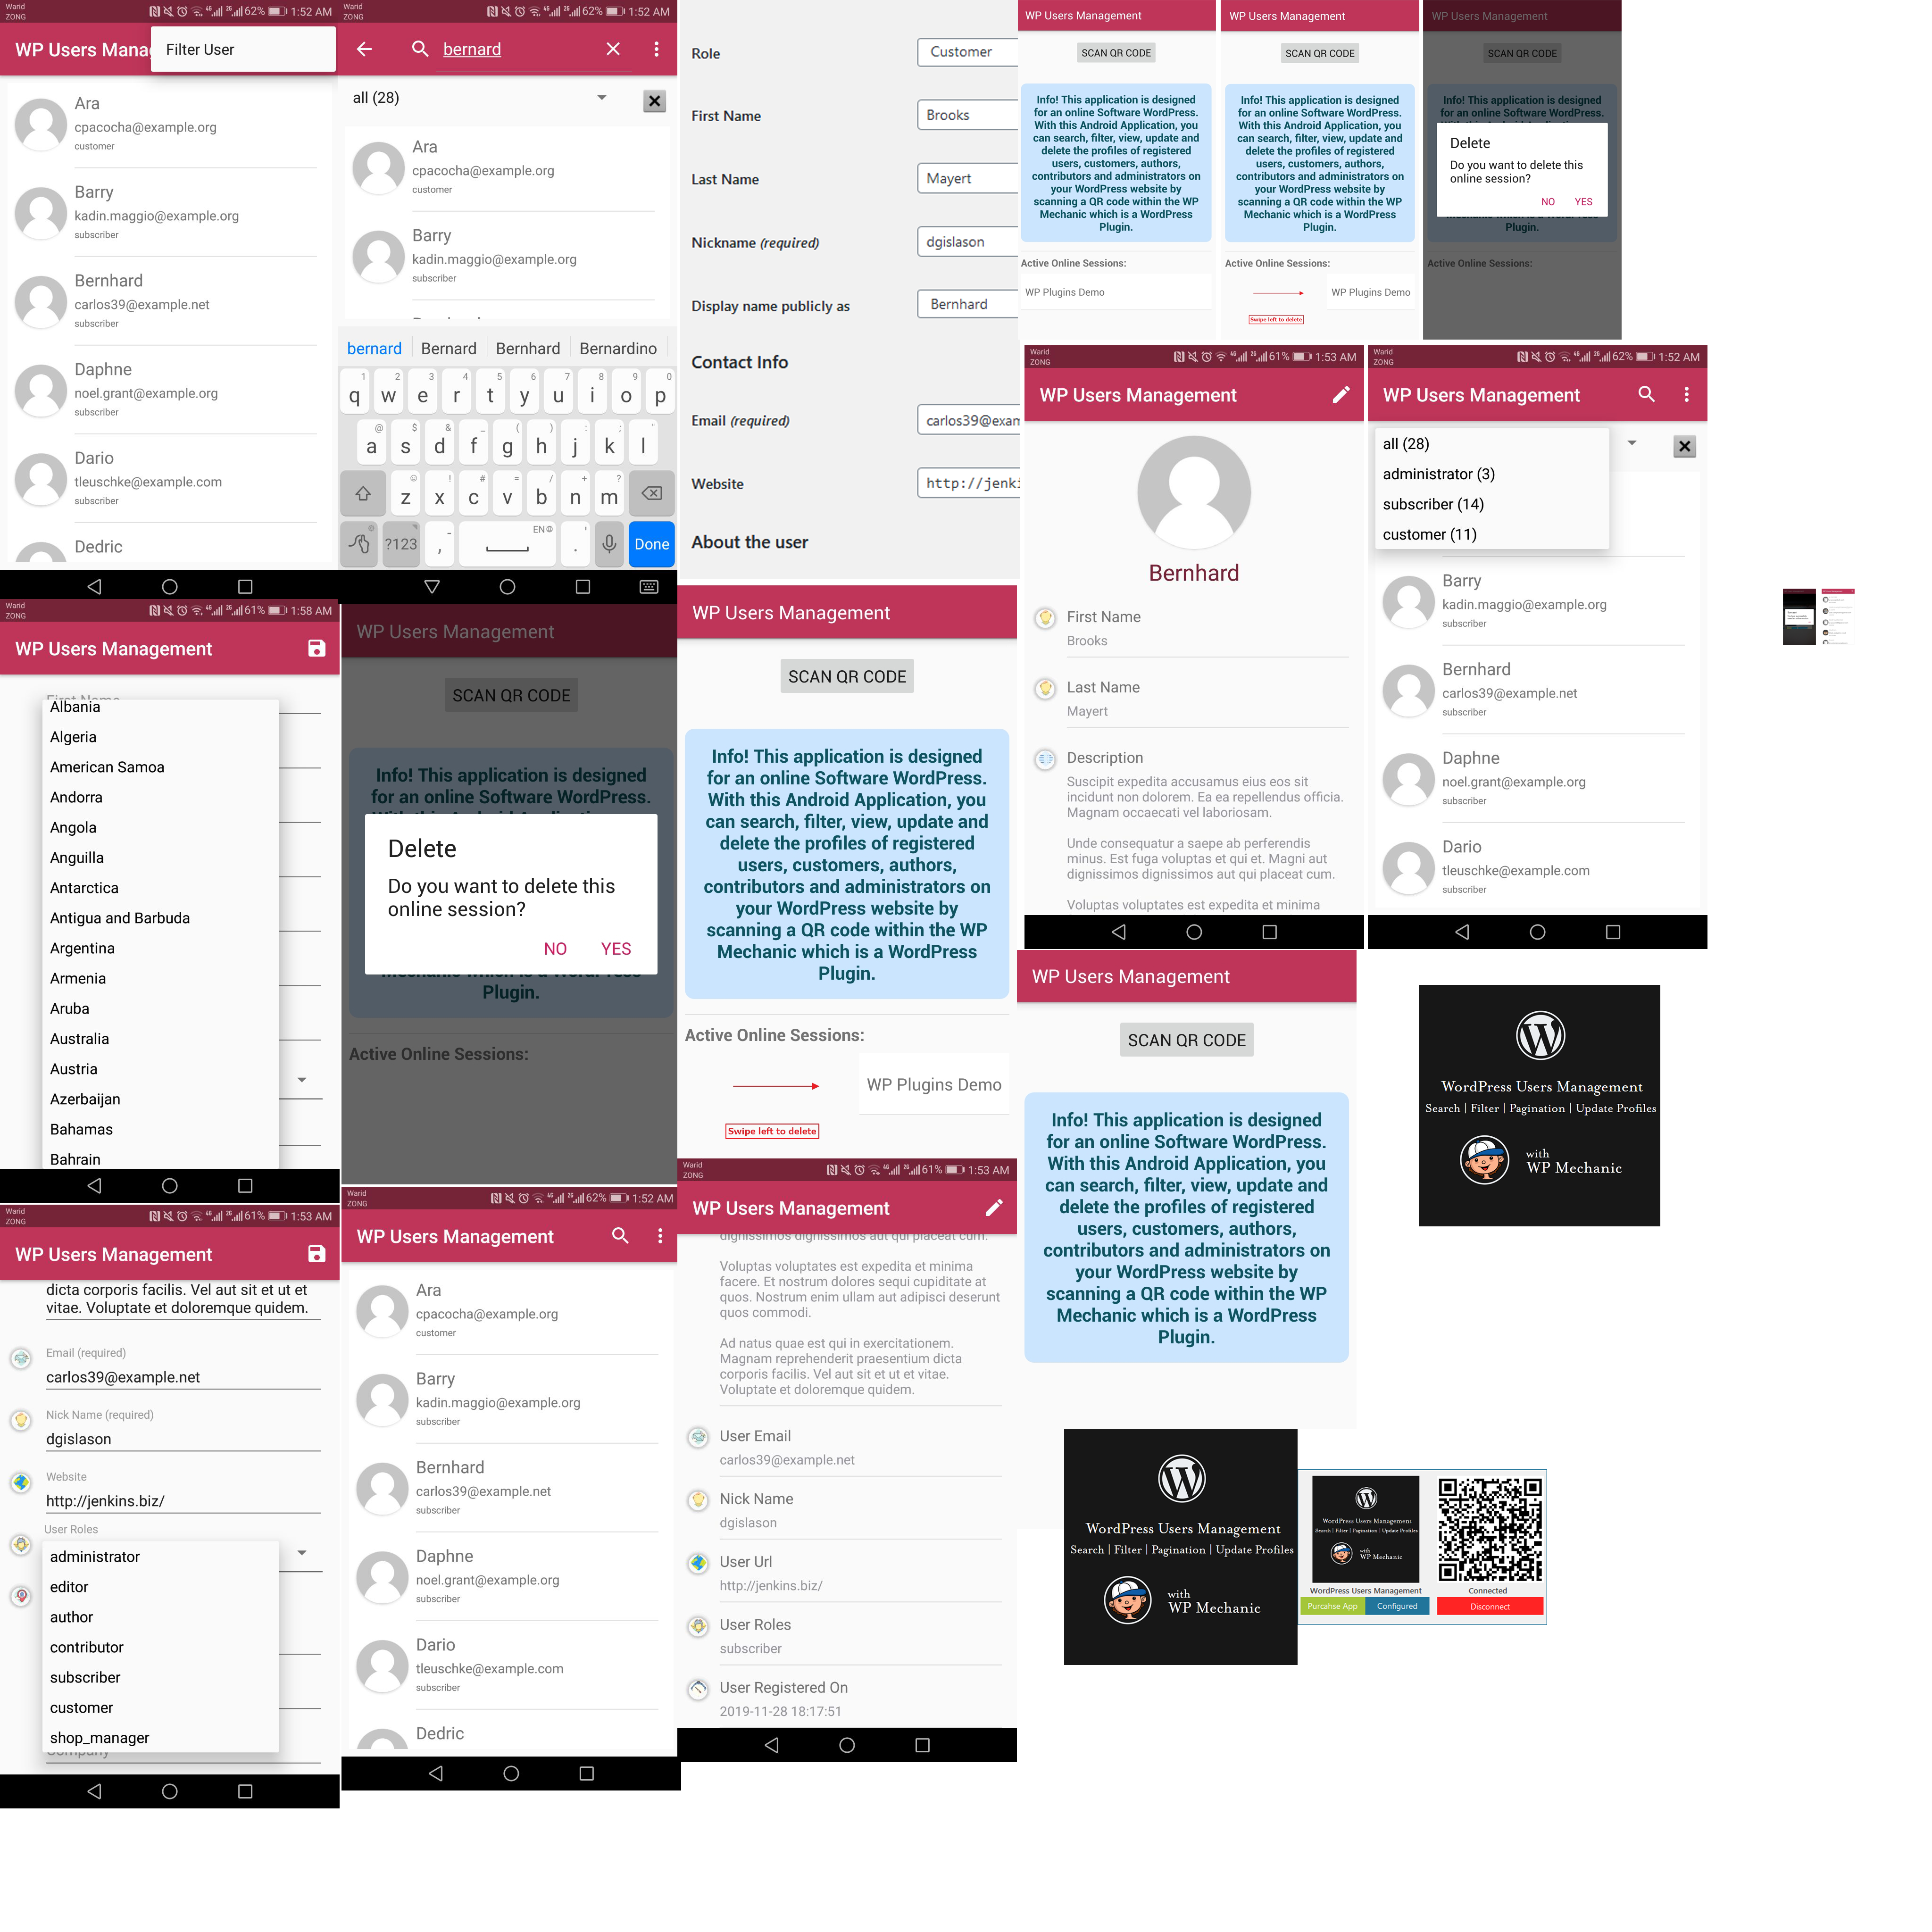 Warid
ZONG
62% 1:52 AM
WP Users Mana
Filter User
Ara
cpacocha@example.org
customer
Barry
kadin.maggio@example.org
subscriber
Bernhard
carlos39@example.net
subscriber
Daphne
noel.grant@example.org
subscriber
Dario
tleuschke@example.com
subscriber
Dedric
Warid
ZONG
62% 1:52 AM
bernard
all (28)
Ara
cpacocha@example.org
customer
Barry
kadin.maggio@example.org
subscriber
bernard Bernard Bernhard Bernardino
1 2 3 4 5 6 7 8 9 0
q w e r t y u i o p
a s d f g h j k l
z x c v b n m
?123 , EN . Done
Role Customer
First Name Brooks
Last Name Mayert
Nickname (required) dgislason
Display name publicly as Bernhard
Contact Info
Email (required) carlos39@exam
Website http://jenki
About the user
WP Users Management
SCAN QR CODE
Info! This application is designed
for an online Software WordPress.
With this Android Application, you
can search, filter, view, update and
delete the profiles of registered
users, customers, authors,
contributors and administrators on
your WordPress website by
scanning a QR code within the WP
Mechanic which is a WordPress
Plugin.
Active Online Sessions:
WP Plugins Demo
WP Users Management
SCAN QR CODE
Info! This application is designed
for an online Software WordPress.
With this Android Application, you
can search, filter, view, update and
delete the profiles of registered
users, customers, authors,
contributors and administrators on
your WordPress website by
scanning a QR code within the WP
Mechanic which is a WordPress
Plugin.
Active Online Sessions:
WP Plugins Demo
Swipe left to delete
WP Users Management
SCAN QR CODE
Info! This application is designed
for an online Software WordPress.
Delete
Do you want to delete this
online session?
NO YES
Plugin.
Active Online Sessions:
Warid
ZONG
61% 1:53 AM
WP Users Management
Bernhard
First Name
Brooks
Last Name
Mayert
Description
Suscipit expedita accusamus eius eos sit
incidunt non dolorem. Ea ea repellendus officia.
Magnam occaecati vel laboriosam.
Unde consequatur a saepe ab perferendis
minus. Est fuga voluptas et qui et. Magni aut
dignissimos dignissimos aut qui placeat cum.
Voluptas voluptates est expedita et minima
Warid
ZONG
62% 1:52 AM
WP Users Management
all (28)
administrator (3)
subscriber (14)
customer (11)
Barry
kadin.maggio@example.org
subscriber
Bernhard
carlos39@example.net
subscriber
Daphne
noel.grant@example.org
subscriber
Dario
tleuschke@example.com
subscriber
Warid
ZONG
61% 1:58 AM
WP Users Management
First Name
Albania
Algeria
American Samoa
Andorra
Angola
Anguilla
Antarctica
Antigua and Barbuda
Argentina
Armenia
Aruba
Australia
Austria
Azerbaijan
Bahamas
Bahrain
WP Users Management
SCAN QR CODE
Info! This application is designed
for an online Software WordPress.
Delete
Do you want to delete this
online session?
NO YES
Mechanic which is a WordPress
Plugin.
Active Online Sessions:
WP Users Management
SCAN QR CODE
Info! This application is designed
for an online Software WordPress.
With this Android Application, you
can search, filter, view, update and
delete the profiles of registered
users, customers, authors,
contributors and administrators on
your WordPress website by
scanning a QR code within the WP
Mechanic which is a WordPress
Plugin.
Active Online Sessions:
WP Plugins Demo
Swipe left to delete
WP Users Management
SCAN QR CODE
Info! This application is designed
for an online Software WordPress.
With this Android Application, you
can search, filter, view, update and
delete the profiles of registered
users, customers, authors,
contributors and administrators on
your WordPress website by
scanning a QR code within the WP
Mechanic which is a WordPress
Plugin.
WordPress Users Management
Search | Filter | Pagination | Update Profiles
with
WP Mechanic
Warid
ZONG
61% 1:53 AM
WP Users Management
dicta corporis facilis. Vel aut sit et ut et
vitae. Voluptate et doloremque quidem.
Email (required)
carlos39@example.net
Nick Name (required)
dgislason
Website
http://jenkins.biz/
User Roles
administrator
editor
author
contributor
subscriber
customer
shop_manager
Company
Warid
ZONG
62% 1:52 AM
WP Users Management
Ara
cpacocha@example.org
customer
Barry
kadin.maggio@example.org
subscriber
Bernhard
carlos39@example.net
subscriber
Daphne
noel.grant@example.org
subscriber
Dario
tleuschke@example.com
subscriber
Dedric
Warid
ZONG
61% 1:53 AM
WP Users Management
dignissimos dignissimos aut qui placeat cum.
Voluptas voluptates est expedita et minima
facere. Et nostrum dolores sequi cupiditate at
quos. Nostrum enim ullam aut adipisci deserunt
quos commodi.
Ad natus quae est qui in exercitationem.
Magnam reprehenderit praesentium dicta
corporis facilis. Vel aut sit et ut et vitae.
Voluptate et doloremque quidem.
User Email
carlos39@example.net
Nick Name
dgislason
User Url
http://jenkins.biz/
User Roles
subscriber
User Registered On
2019-11-28 18:17:51
WordPress Users Management
Search | Filter | Pagination | Update Profiles
with
WP Mechanic
WordPress Users Management
Search | Filter | Pagination | Update Profiles
with
WP Mechanic
WordPress Users Management
Purcahse App Configured
Connected
Disconnect